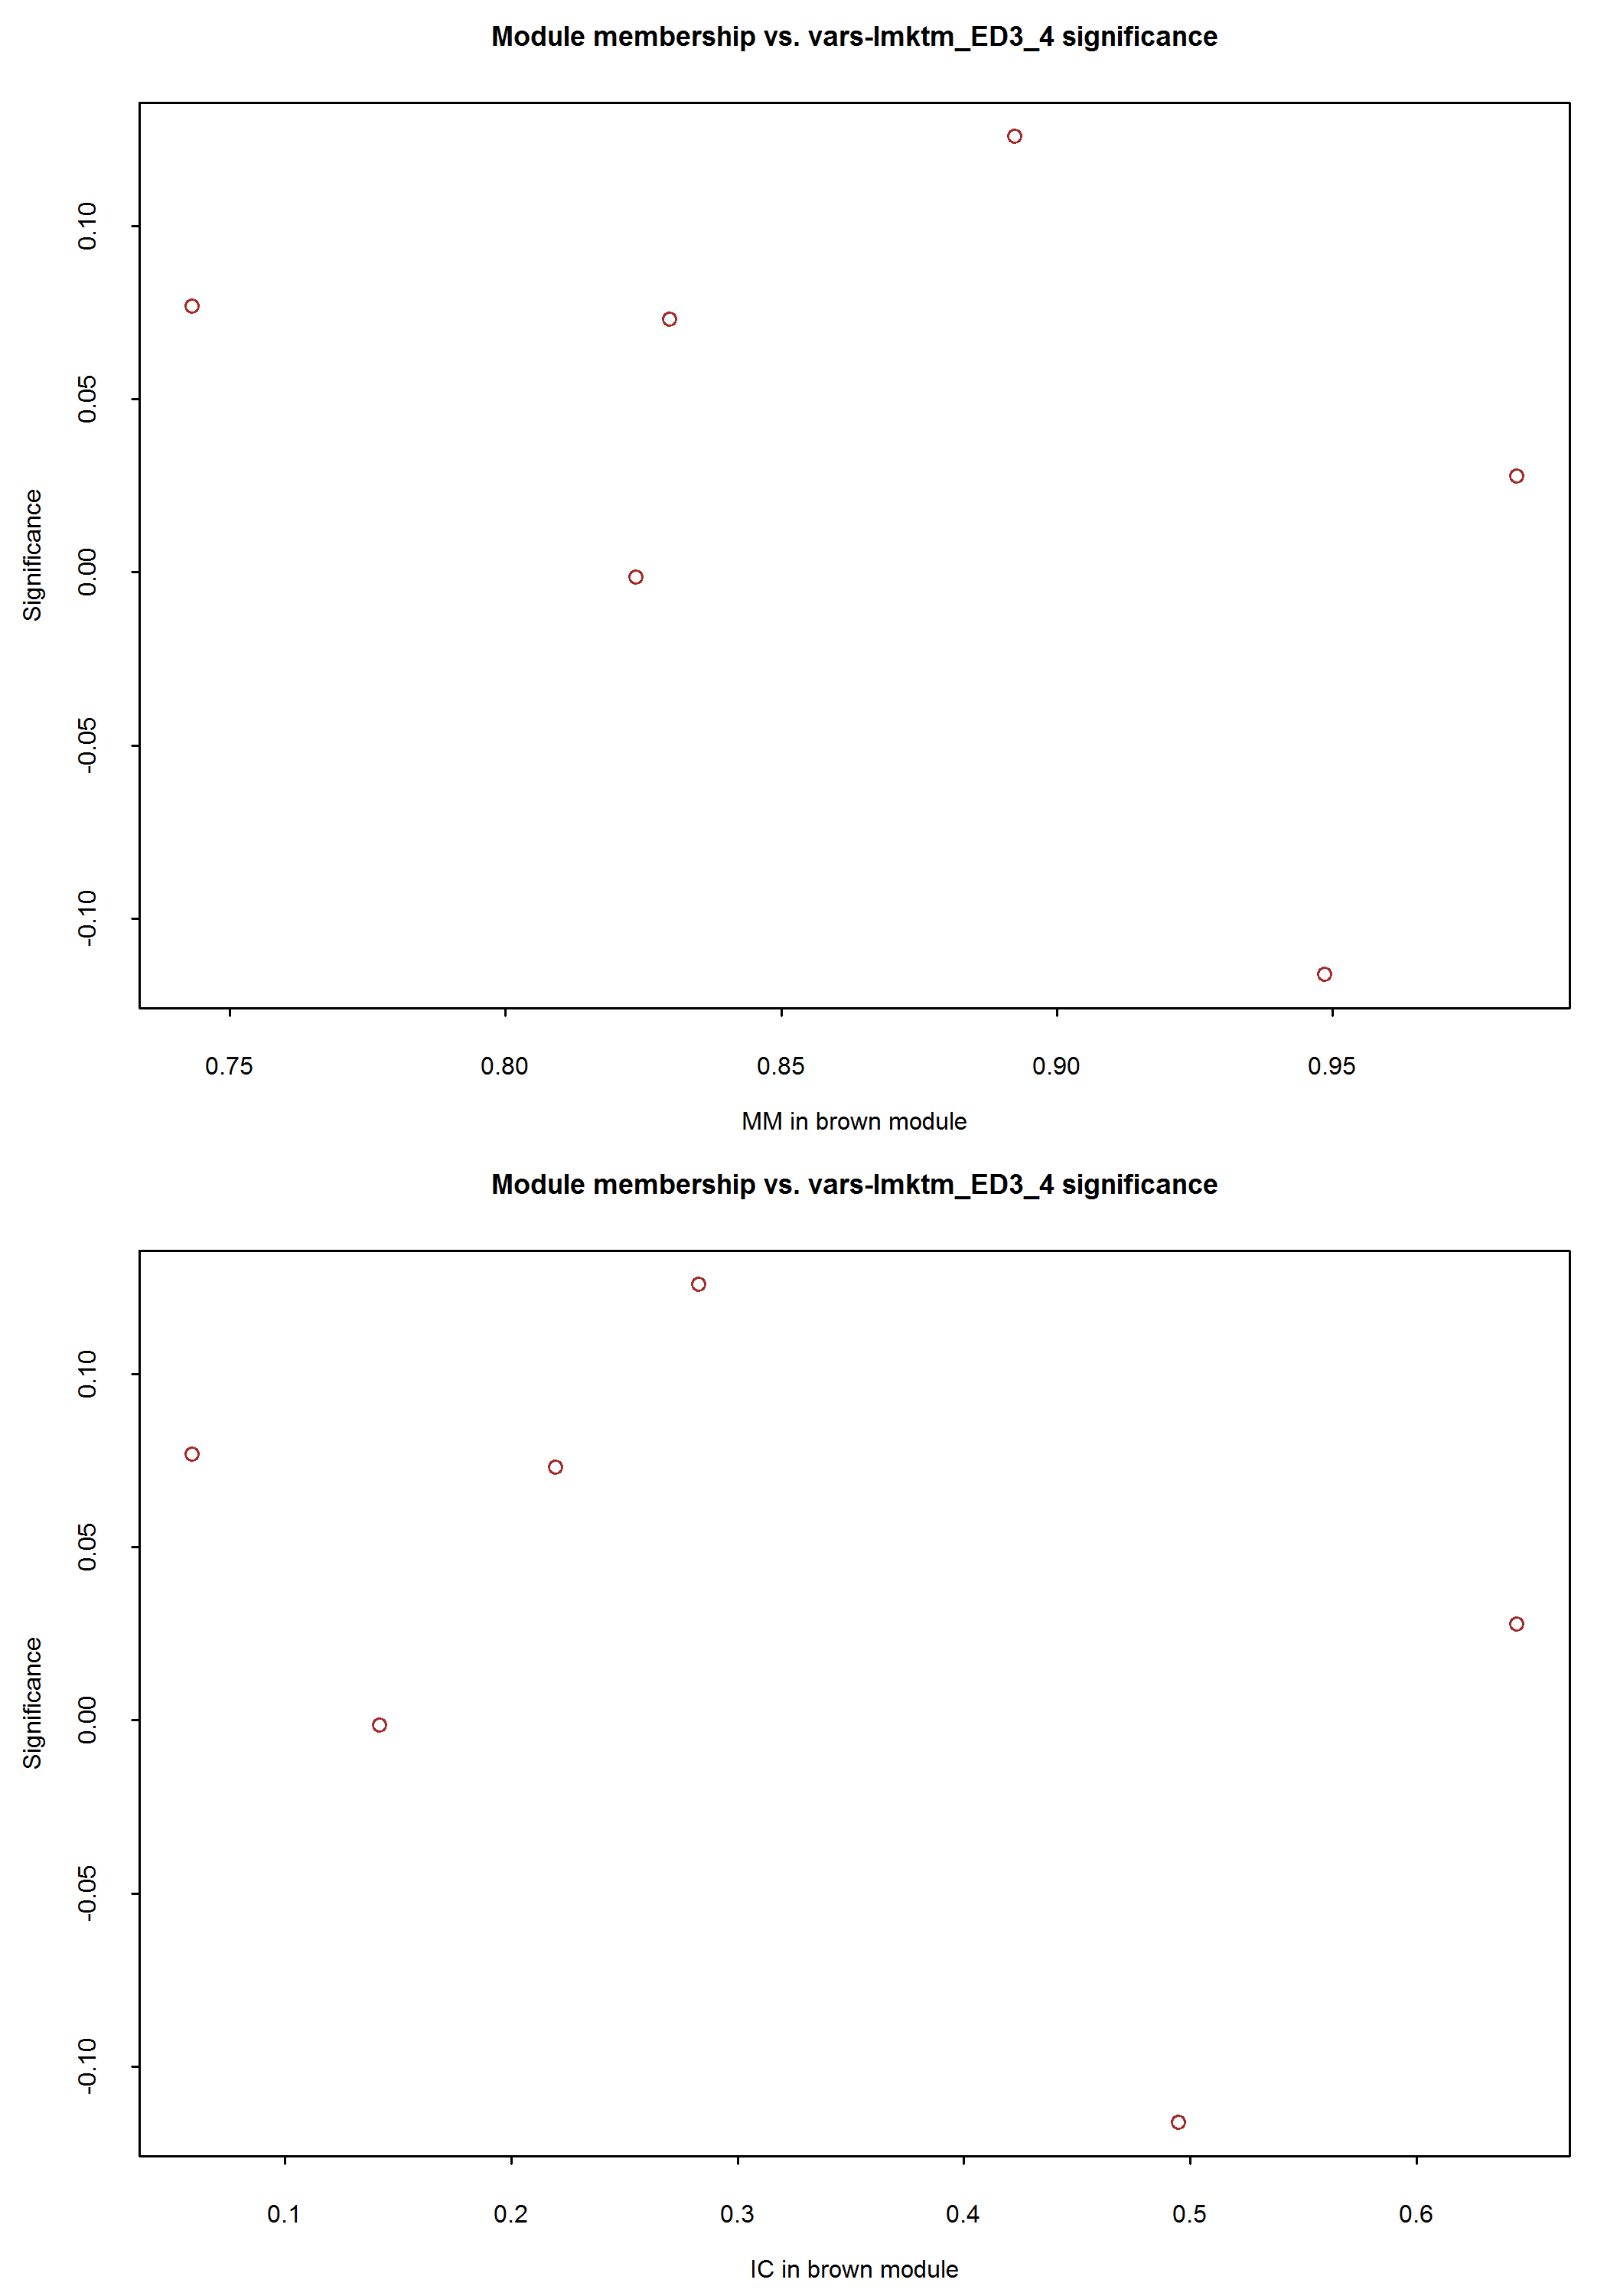 Module membership vs. vars-lmktm_ED3_4 significance
0.10
0.05
0.00
-0.05
-0.10
Significance
0.75 0.80 0.85 0.90 0.95
MM in brown module
Module membership vs. vars-lmktm_ED3_4 significance
0.10
0.05
0.00
-0.05
-0.10
Significance
0.1 0.2 0.3 0.4 0.5 0.6
IC in brown module